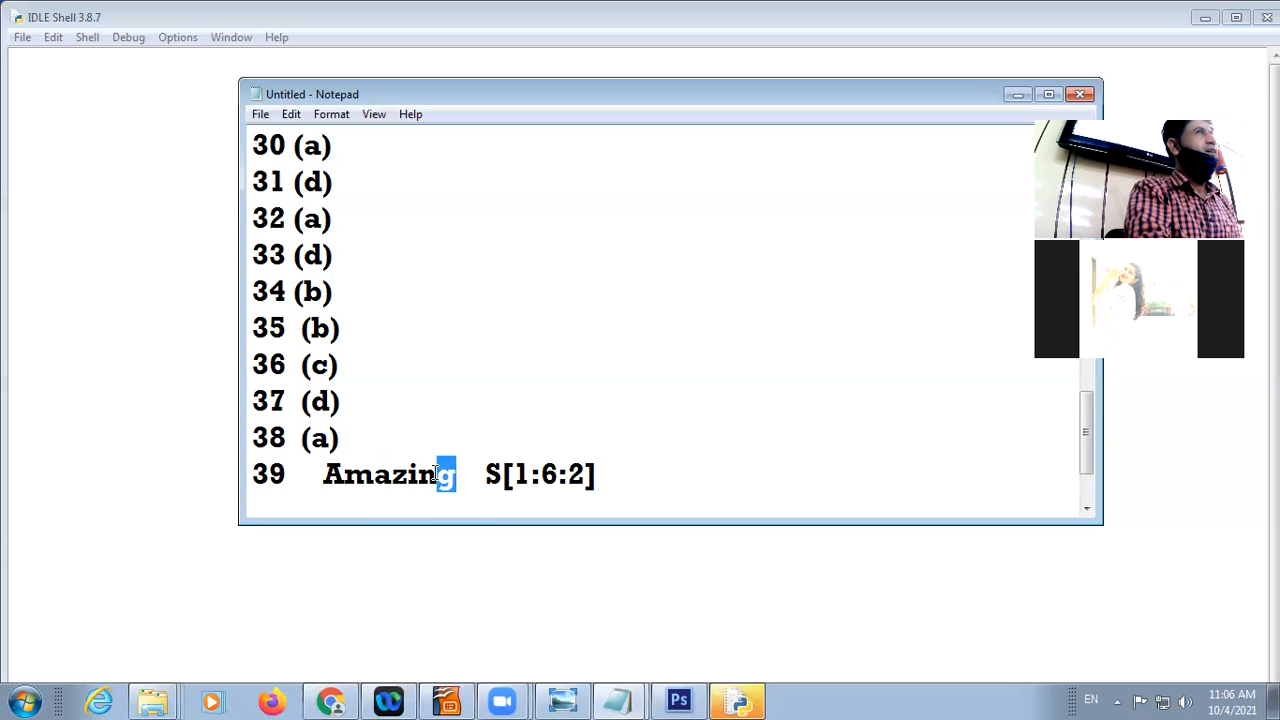 IDLE Shell 3.8.7
File Edit Shell Debug Options Window Help
Untitled - Notepad
File Edit Format View Help
30 (a)
31 (d)
32 (a)
33 (d)
34 (b)
35 (b)
36 (c)
37 (d)
38 (a)
39 Amazing S[1:6:2]
Ps
EN
11:06 AM
10/4/2021